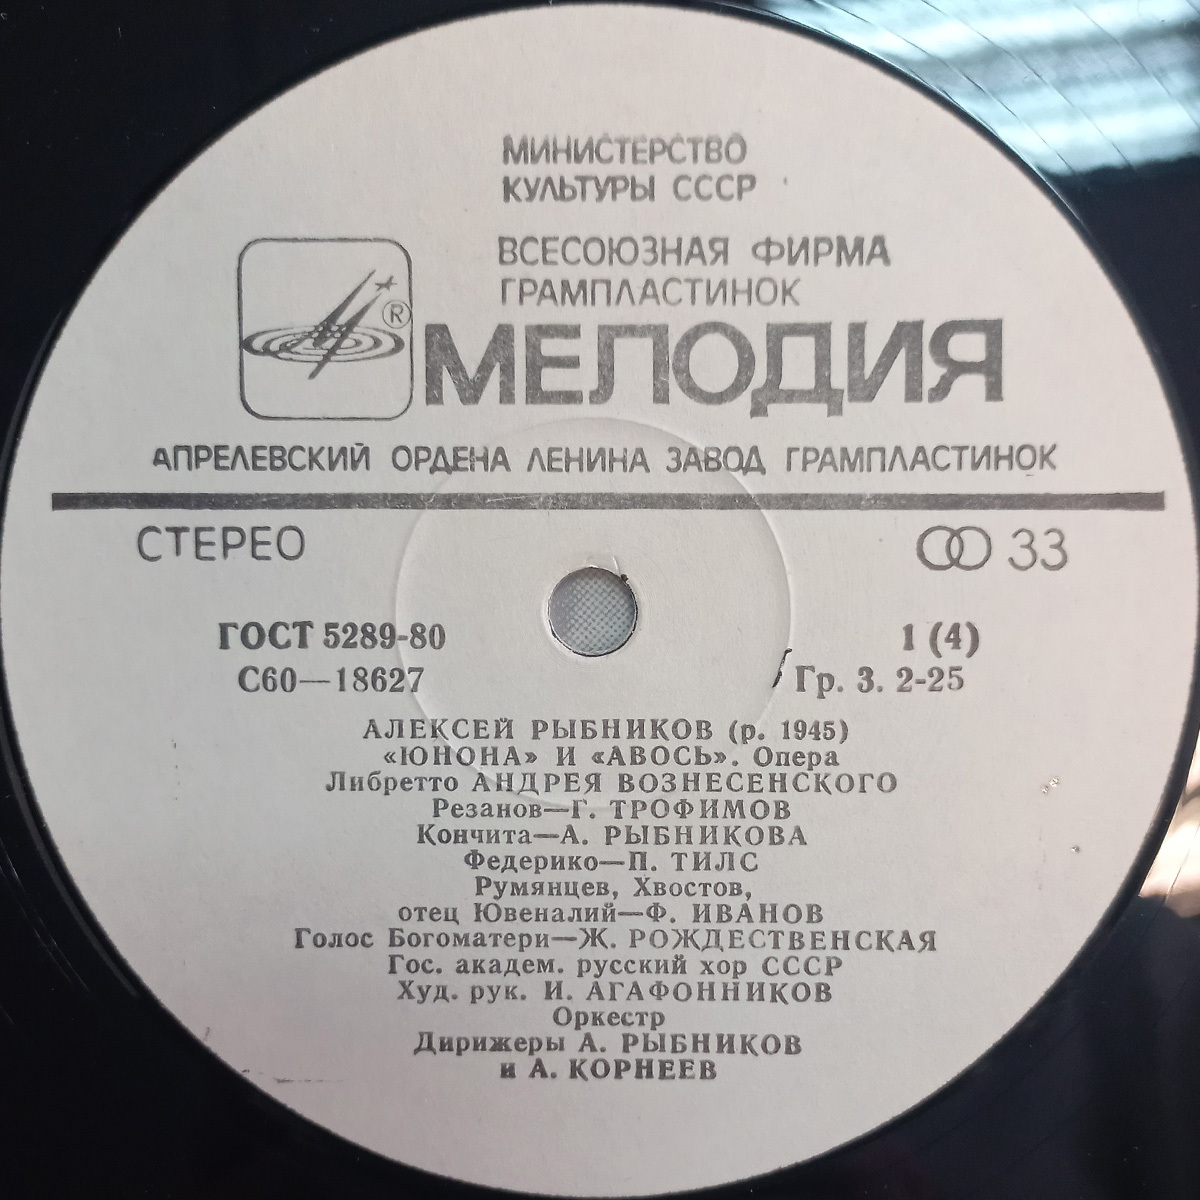 МИНИСТЕРСТВО
КУЛЬТУРЫ СССР
ВСЕСОЮЗНАЯ ФИРМА
ГРАМПЛАСТИНОК
®
МЕЛОДИЯ
АПРЕЛЕВСКИЙ ОРДЕНА ЛЕНИНА ЗАВОД ГРАМПЛАСТИНОК
СТЕРЕО 33
ГОСТ 5289-80 1 (4)
С60—18627 Гр. 3. 2-25
АЛЕКСЕЙ РЫБНИКОВ (р. 1945)
«ЮНОНА» И «АВОСЬ». Опера
Либретто АНДРЕЯ ВОЗНЕСЕНСКОГО
Резанов—Г. ТРОФИМОВ
Кончита—А. РЫБНИКОВА
Федерико—П. ТИЛС
Румянцев, Хвостов,
отец Ювеналий—Ф. ИВАНОВ
Голос Богоматери—Ж. РОЖДЕСТВЕНСКАЯ
Гос. академ. русский хор СССР
Худ. рук. И. АГАФОННИКОВ
Оркестр
Дирижеры А. РЫБНИКОВ
и А. КОРНЕЕВ